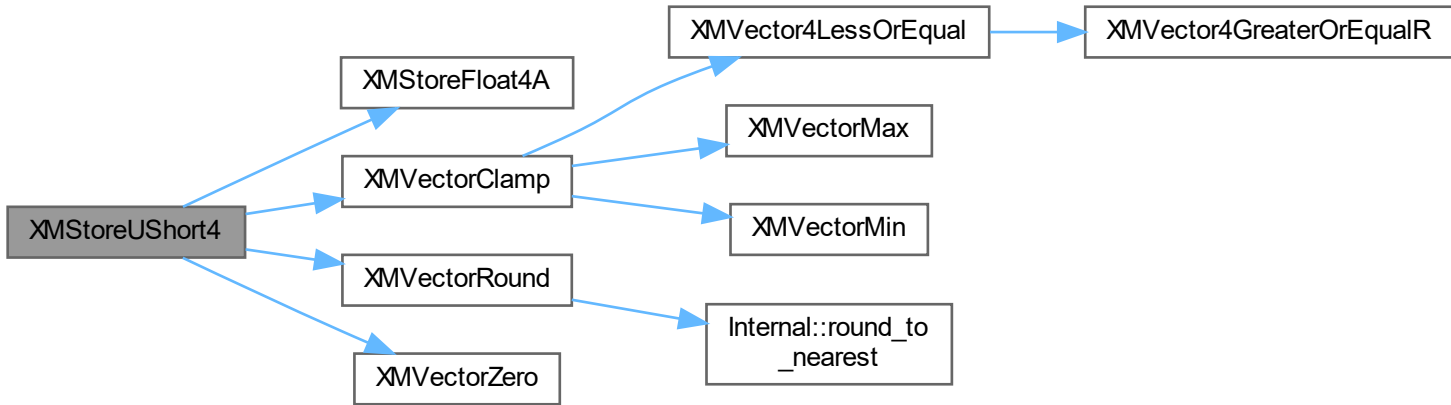 XMStoreUShort4
XMStoreFloat4A
XMVectorClamp
XMVectorRound
XMVectorZero
XMVector4LessOrEqual
XMVectorMax
XMVectorMin
Internal::round_to
_nearest
XMVector4GreaterOrEqualR